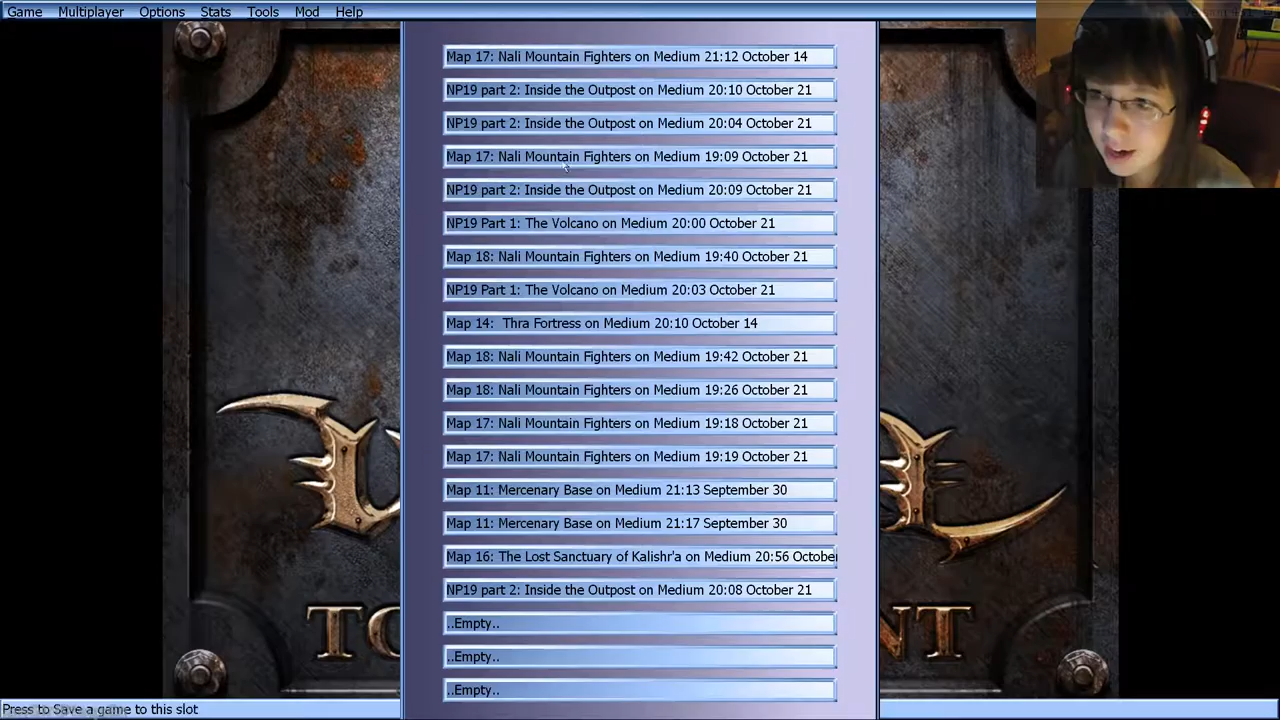 Game Multiplayer Options Stats Tools Mod Help
Map 17: Nali Mountain Fighters on Medium 21:12 October 14
NP19 part 2: Inside the Outpost on Medium 20:10 October 21
NP19 part 2: Inside the Outpost on Medium 20:04 October 21
Map 17: Nali Mountain Fighters on Medium 19:09 October 21
NP19 part 2: Inside the Outpost on Medium 20:09 October 21
NP19 Part 1: The Volcano on Medium 20:00 October 21
Map 18: Nali Mountain Fighters on Medium 19:40 October 21
NP19 Part 1: The Volcano on Medium 20:03 October 21
Map 14:  Thra Fortress on Medium 20:10 October 14
Map 18: Nali Mountain Fighters on Medium 19:42 October 21
Map 18: Nali Mountain Fighters on Medium 19:26 October 21
Map 17: Nali Mountain Fighters on Medium 19:18 October 21
Map 17: Nali Mountain Fighters on Medium 19:19 October 21
Map 11: Mercenary Base on Medium 21:13 September 30
Map 11: Mercenary Base on Medium 21:17 September 30
Map 16: The Lost Sanctuary of Kalishr'a on Medium 20:56 October
NP19 part 2: Inside the Outpost on Medium 20:08 October 21
..Empty..
..Empty..
..Empty..
TO NT
Press to Save a game to this slot